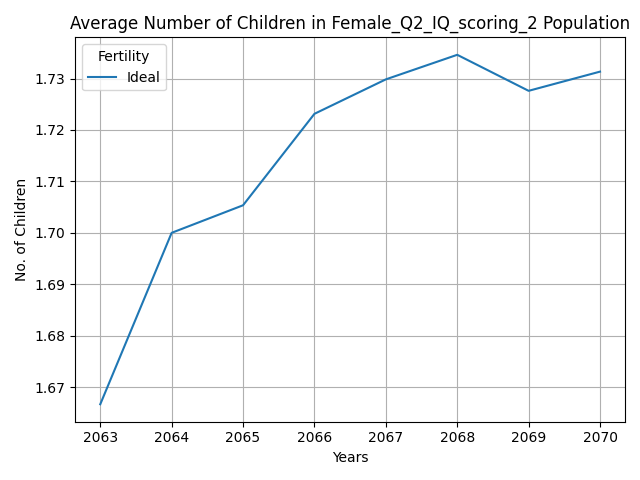 Average Number of Children in Female_Q2_IQ_scoring_2 Population
Fertility
Ideal
No. of Children
1.73
1.72
1.71
1.70
1.69
1.68
1.67
2063 2064 2065 2066 2067 2068 2069 2070
Years